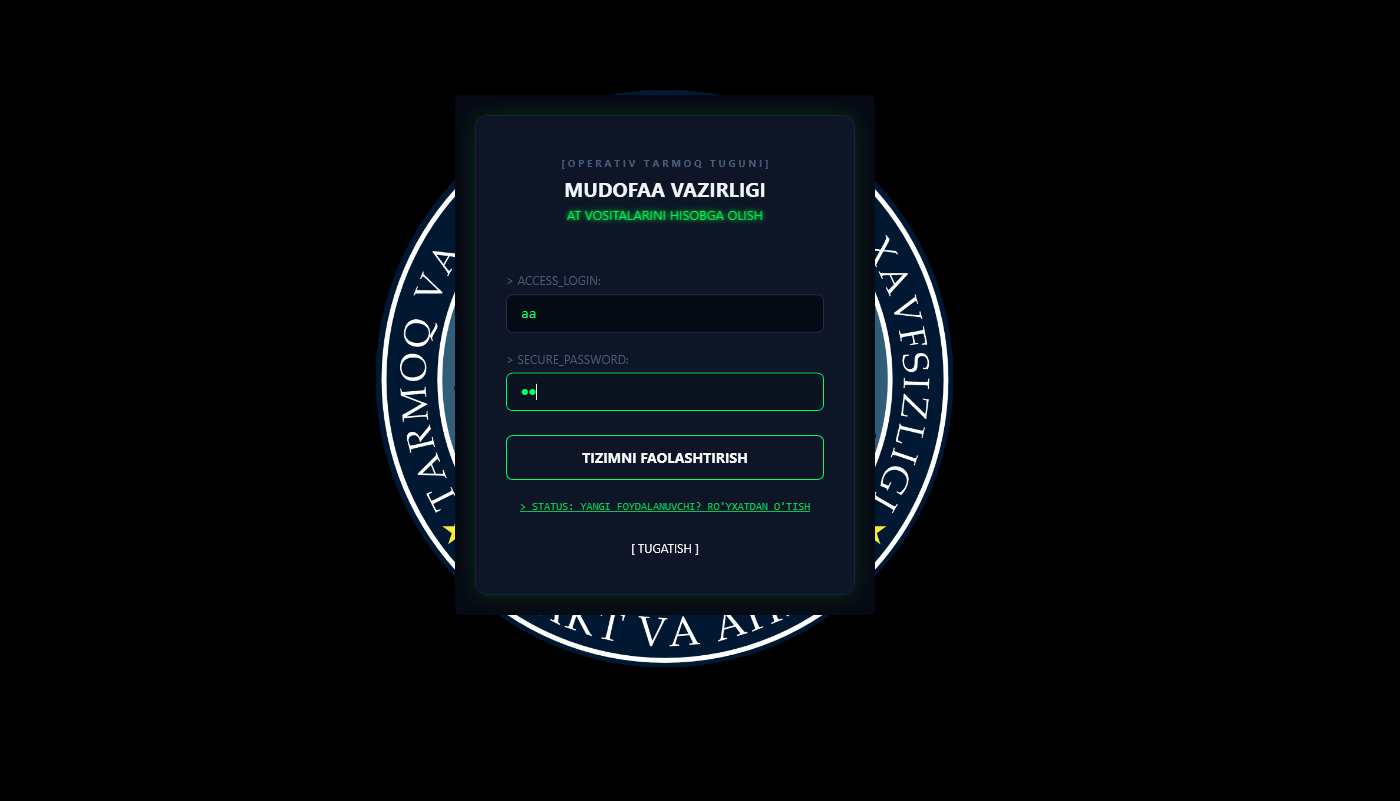 [OPERATIV TARMOQ TUGUNI]
MUDOFAA VAZIRLIGI
AT VOSITALARINI HISOBGA OLISH
> ACCESS_LOGIN:
aa
> SECURE_PASSWORD:
●●
TIZIMNI FAOLASHTIRISH
> STATUS: YANGI FOYDALANUVCHI? RO'YXATDAN O'TISH
[ TUGATISH ]
TARMOQ VA
XAVFSIZLIGI
VA